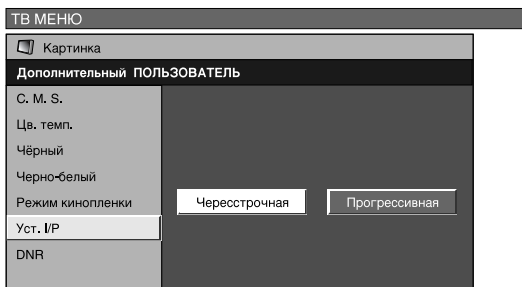 ТВ МЕНЮ
Картинка
Дополнительный ПОЛЬЗОВАТЕЛЬ
C. M. S.
Цв. темп.
Чёрный
Черно-белый
Режим кинопленки
Чересстрочная Прогрессивная
Уст. I/P
DNR